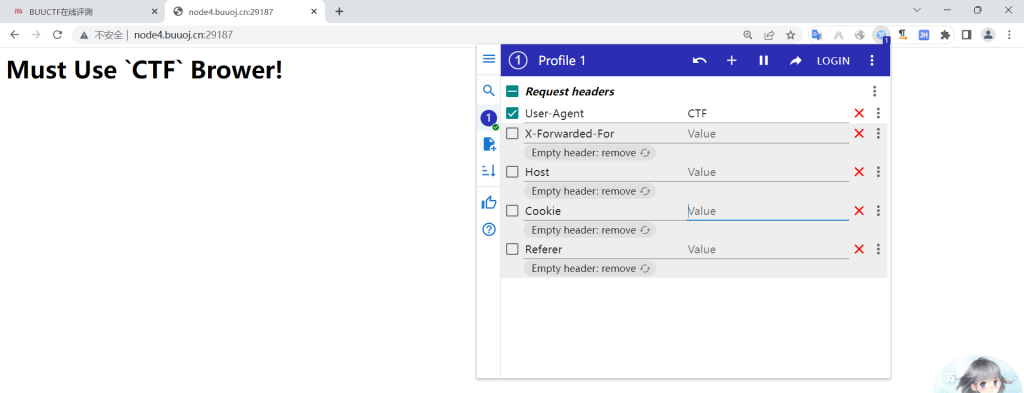 BUUCTF在线评测
node4.buuoj.cn:29187
不安全 | node4.buuoj.cn:29187
Must Use `CTF` Brower!
1
1 Profile 1 LOGIN
Request headers
1
User-Agent CTF
X-Forwarded-For Value
Empty header: remove
Host Value
Empty header: remove
Cookie Value
Empty header: remove
Referer Value
Empty header: remove